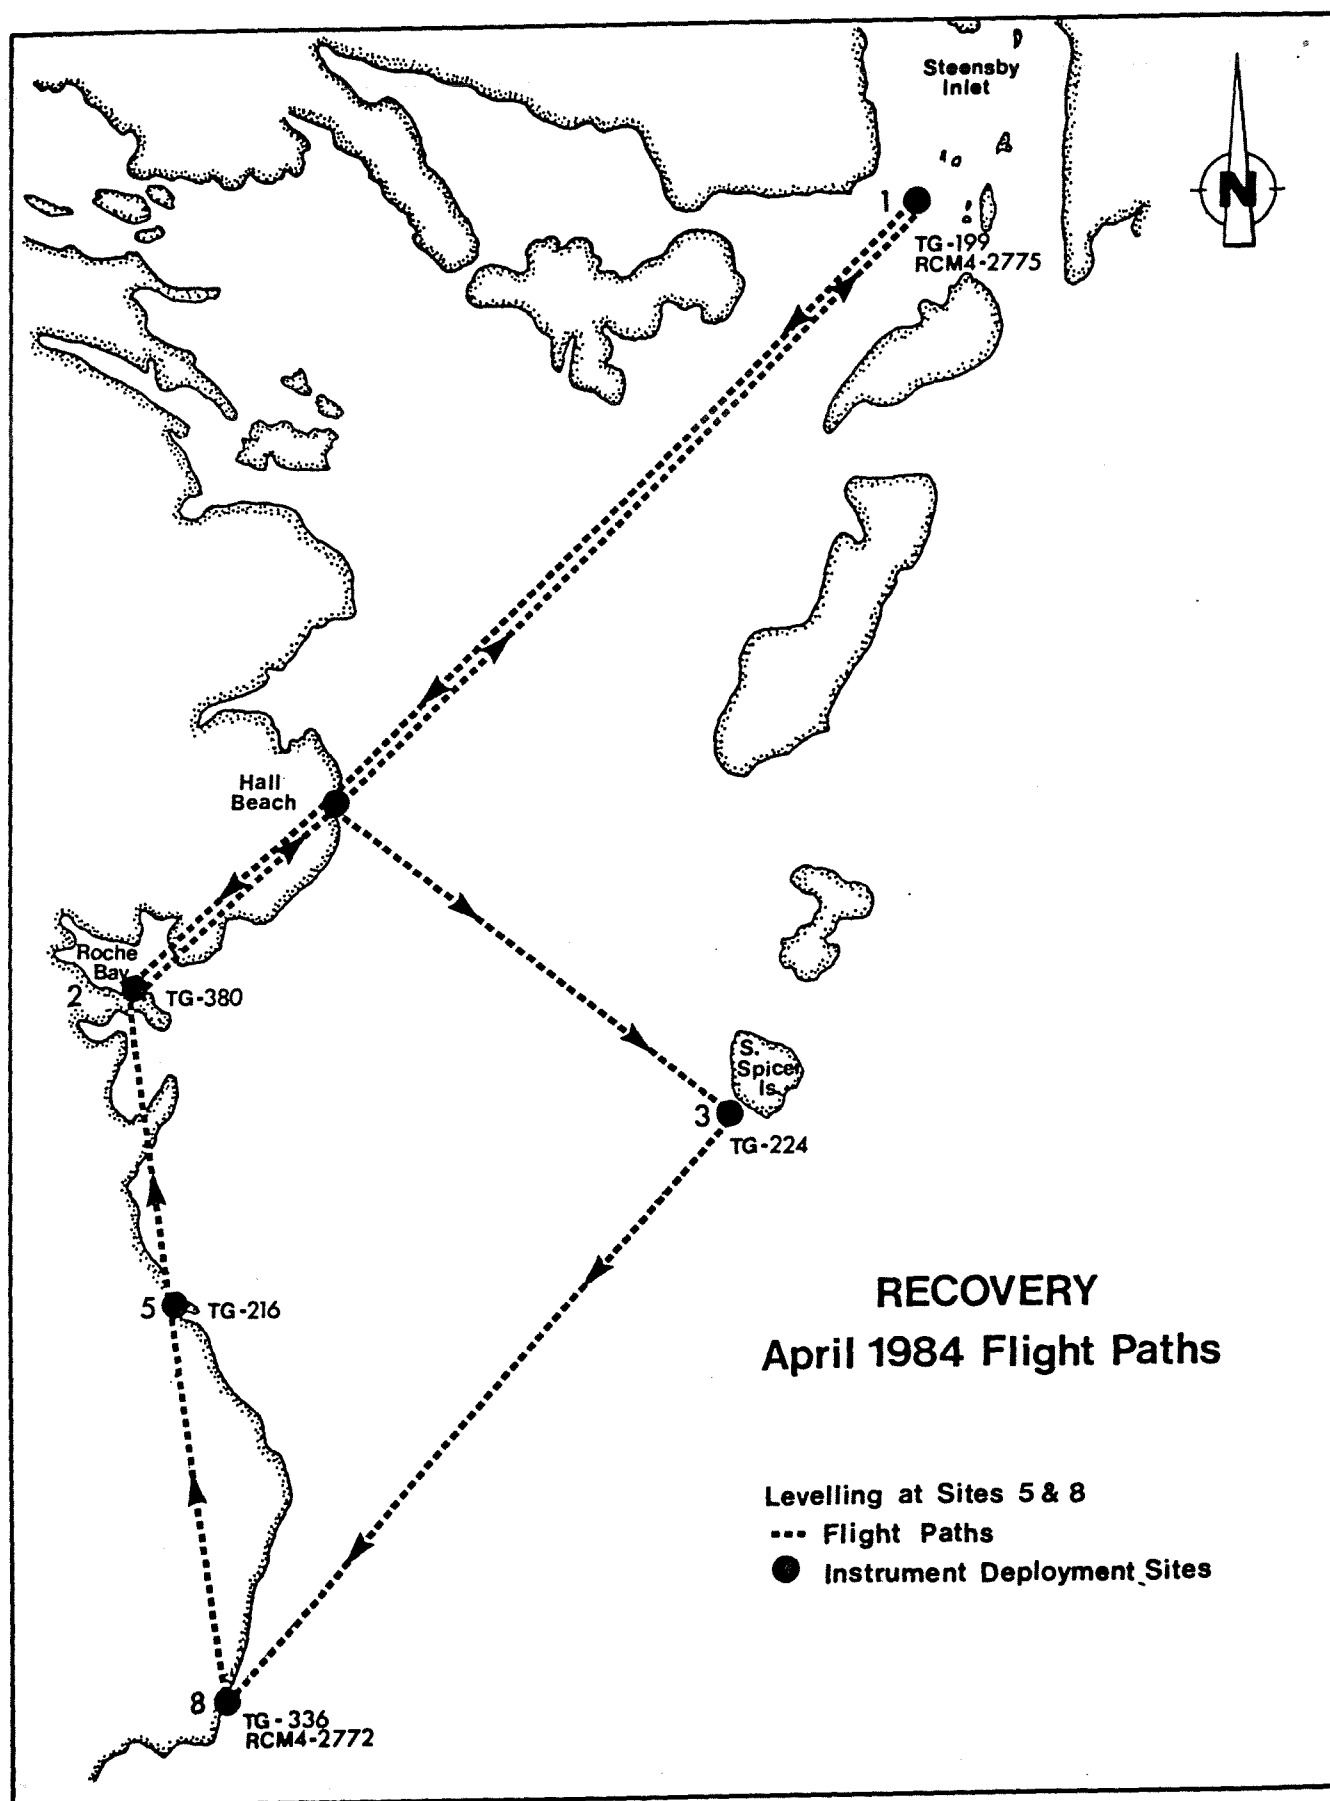 Steensby
Inlet
N
1
TG-199
RCM4-2775
Hall
Beach
Roche
Bay
2
TG-380
S.
Spicer
Is.
3
TG-224
5
TG-216
RECOVERY
April 1984 Flight Paths
Levelling at Sites 5 & 8
--- Flight Paths
Instrument Deployment Sites
8
TG-336
RCM4-2772